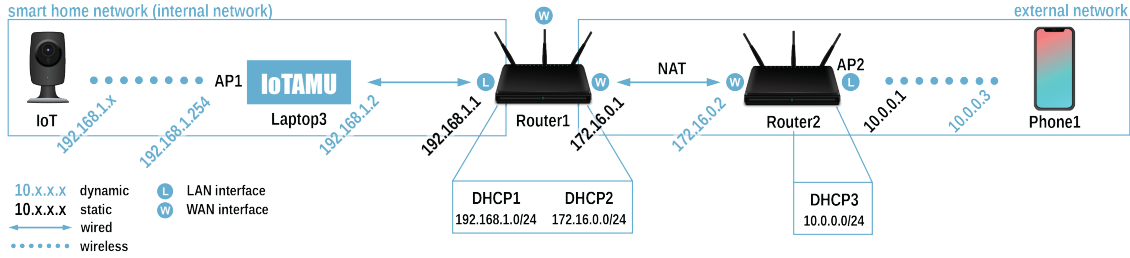 smart home network (internal network)
external network
W
IoT
192.168.1.x
192.168.1.254
AP1
IoTAMU
Laptop3
192.168.1.2
L
192.168.1.1
Router1
W
172.16.0.1
NAT
W
172.16.0.2
Router2
AP2
L
10.0.0.1
10.0.0.3
Phone1
DHCP1
192.168.1.0/24
DHCP2
172.16.0.0/24
DHCP3
10.0.0.0/24
10.x.x.x dynamic
10.x.x.x static
wired
wireless
L LAN interface
W WAN interface